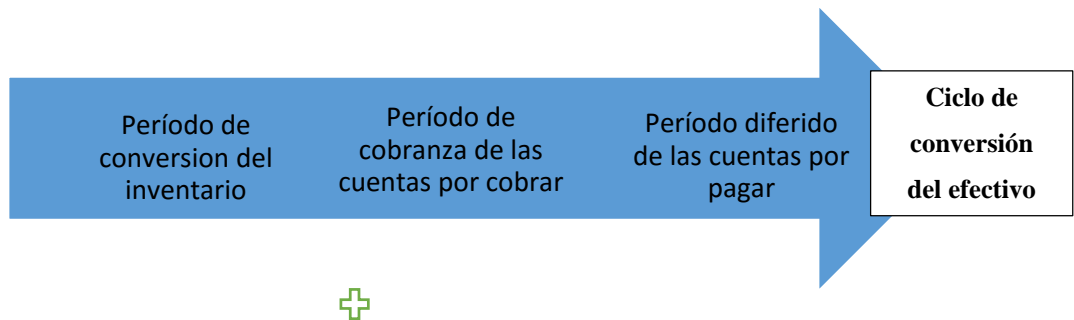 Período de
conversion del
inventario
Período de
cobranza de las
cuentas por cobrar
Período diferido
de las cuentas por
pagar
Ciclo de
conversión
del efectivo